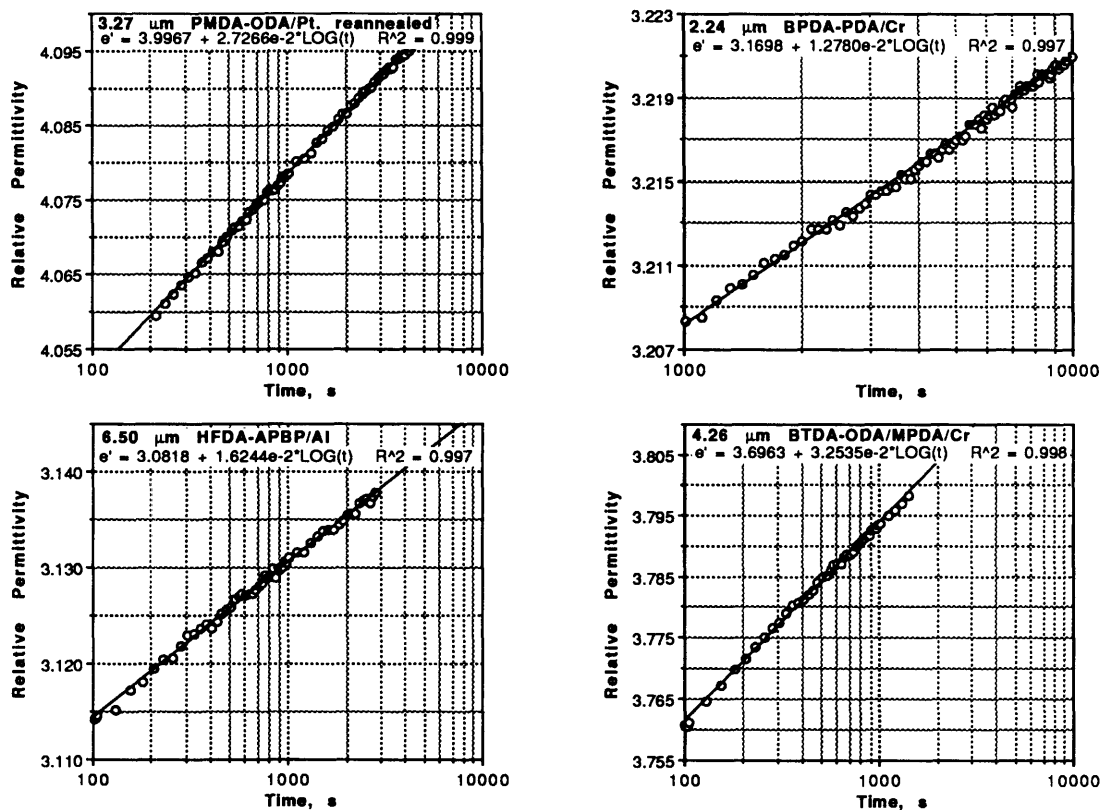 3.27 µm PMDA-ODA/Pt. reannealed
e' = 3.9967 + 2.7266e-2*LOG(t) R^2 = 0.999
4.095
4.085
4.075
4.065
4.055
Relative Permittivity
100 1000 10000
Time, s
2.24 µm BPDA-PDA/Cr
e' = 3.1698 + 1.2780e-2*LOG(t) R^2 = 0.997
3.223
3.219
3.215
3.211
3.207
Relative Permittivity
1000 10000
Time, s
6.50 µm HFDA-APBP/Al
e' = 3.0818 + 1.6244e-2*LOG(t) R^2 = 0.997
3.140
3.130
3.120
3.110
Relative Permittivity
100 1000 10000
Time, s
4.26 µm BTDA-ODA/MPDA/Cr
e' = 3.6963 + 3.2535e-2*LOG(t) R^2 = 0.998
3.805
3.795
3.785
3.775
3.765
3.755
Relative Permittivity
100 1000 10000
Time, s